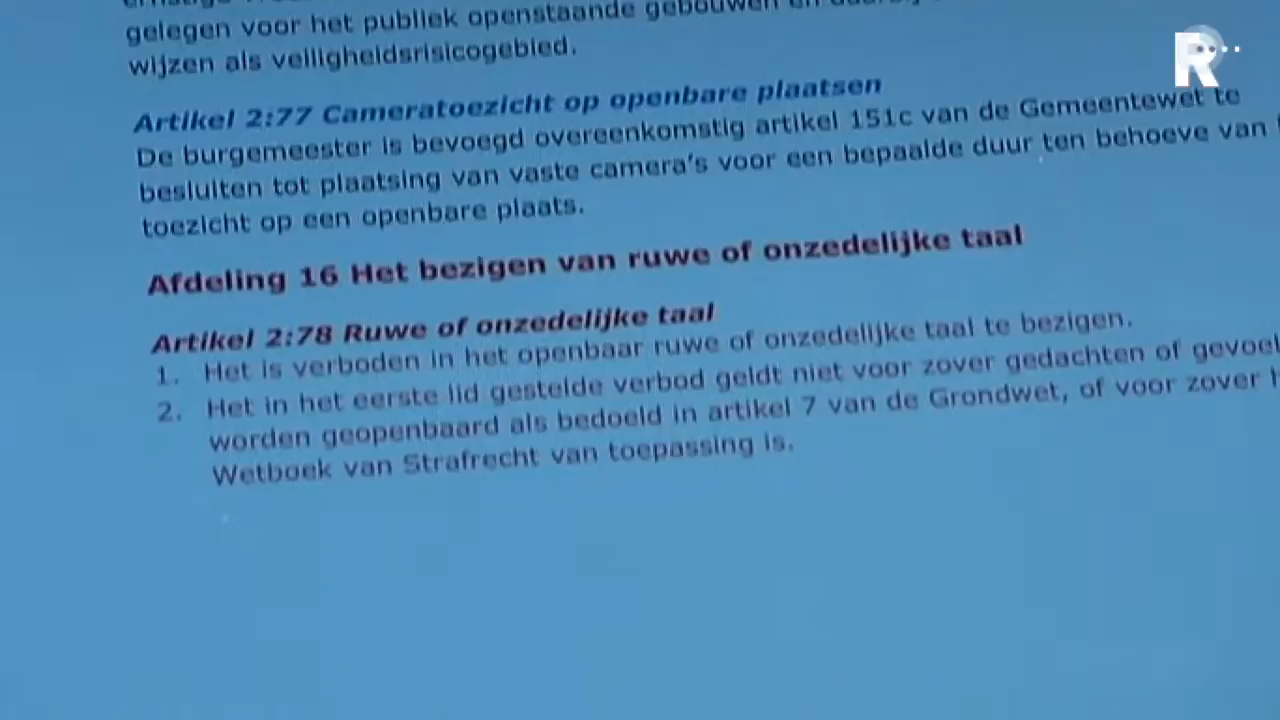 gelegen voor het publiek openstaande gebouwen en
wijzen als veiligheidsrisicogebied.
Artikel 2:77 Cameratoezicht op openbare plaatsen
De burgemeester is bevoegd overeenkomstig artikel 151c van de Gemeentewet te
besluiten tot plaatsing van vaste camera's voor een bepaalde duur ten behoeve van
toezicht op een openbare plaats.
Afdeling 16 Het bezigen van ruwe of onzedelijke taal
Artikel 2:78 Ruwe of onzedelijke taal
1. Het is verboden in het openbaar ruwe of onzedelijke taal te bezigen.
2. Het in het eerste lid gestelde verbod geldt niet voor zover gedachten of gevoel
worden geopenbaard als bedoeld in artikel 7 van de Grondwet, of voor zover h
Wetboek van Strafrecht van toepassing is.
R